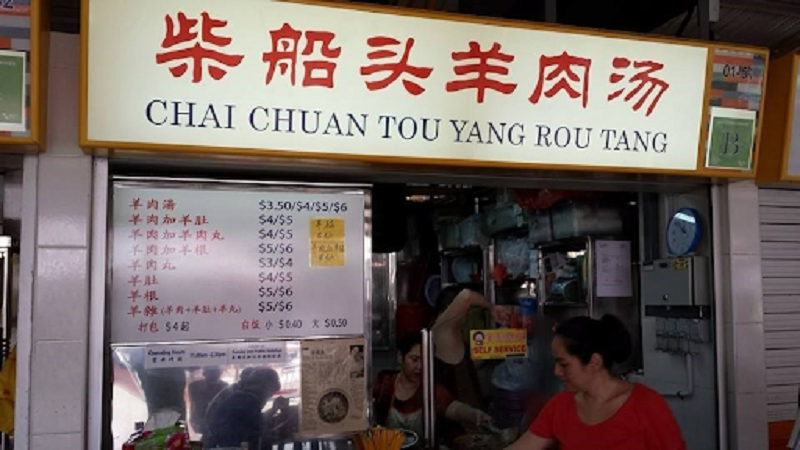 柴船头羊肉汤
CHAI CHUAN TOU YANG ROU TANG
B
羊肉湯 $3.50/$4/$5/$6
羊肉加羊肚 $4/$5
羊肉加羊肉丸 $4/$5
羊肉加羊根 $5/$6
羊肉丸 $3/$4
羊肚 $4/$5
羊根 $5/$6
羊雜(羊肉+羊肚+羊丸) $5/$6
打包 $4起 白饭 小 $0.40 大 $0.50
SELF SERVICE